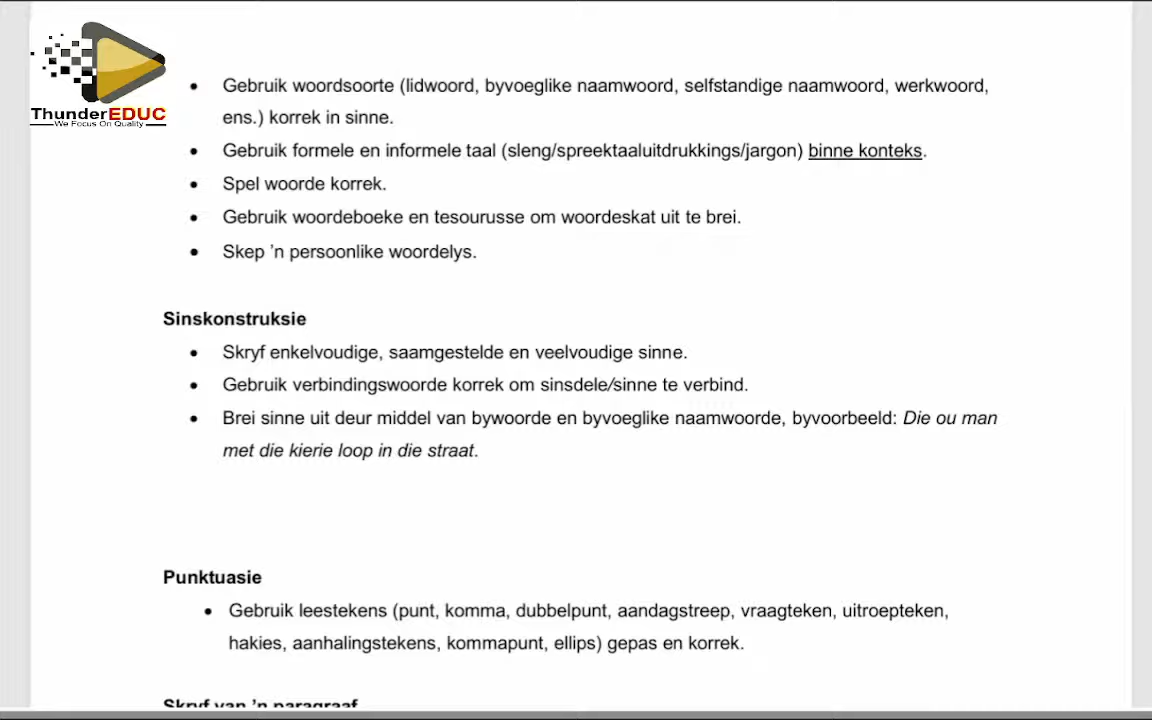 ThunderEDUC
We Focus On Quality
• Gebruik woordsoorte (lidwoord, byvoeglike naamwoord, selfstandige naamwoord, werkwoord,
ens.) korrek in sinne.
• Gebruik formele en informele taal (sleng/spreektaaluitdrukkings/jargon) binne konteks.
• Spel woorde korrek.
• Gebruik woordeboeke en tesourusse om woordeskat uit te brei.
• Skep ’n persoonlike woordelys.
Sinskonstruksie
• Skryf enkelvoudige, saamgestelde en veelvoudige sinne.
• Gebruik verbindingswoorde korrek om sinsdele/sinne te verbind.
• Brei sinne uit deur middel van bywoorde en byvoeglike naamwoorde, byvoorbeeld: Die ou man
met die kierie loop in die straat.
Punktuasie
• Gebruik leestekens (punt, komma, dubbelpunt, aandagstreep, vraagteken, uitroepteken,
hakies, aanhalingstekens, kommapunt, ellips) gepas en korrek.
Skryf van ’n paragraaf